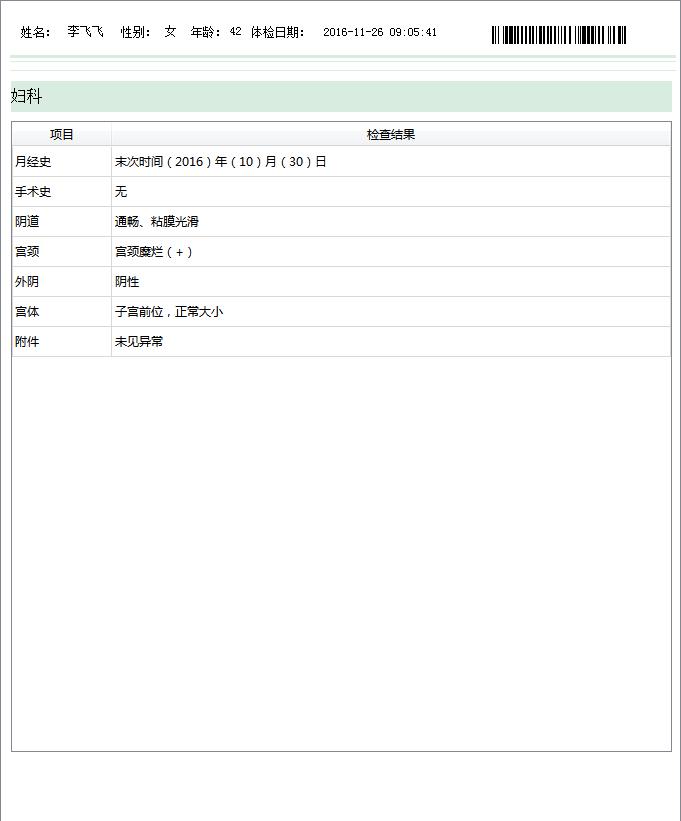 姓名： 李飞飞 性别： 女 年龄：42 体检日期： 2016-11-26 09:05:41
妇科
项目 检查结果
月经史 末次时间（2016）年（10）月（30）日
手术史 无
阴道 通畅、粘膜光滑
宫颈 宫颈糜烂（+）
外阴 阴性
宫体 子宫前位，正常大小
附件 未见异常